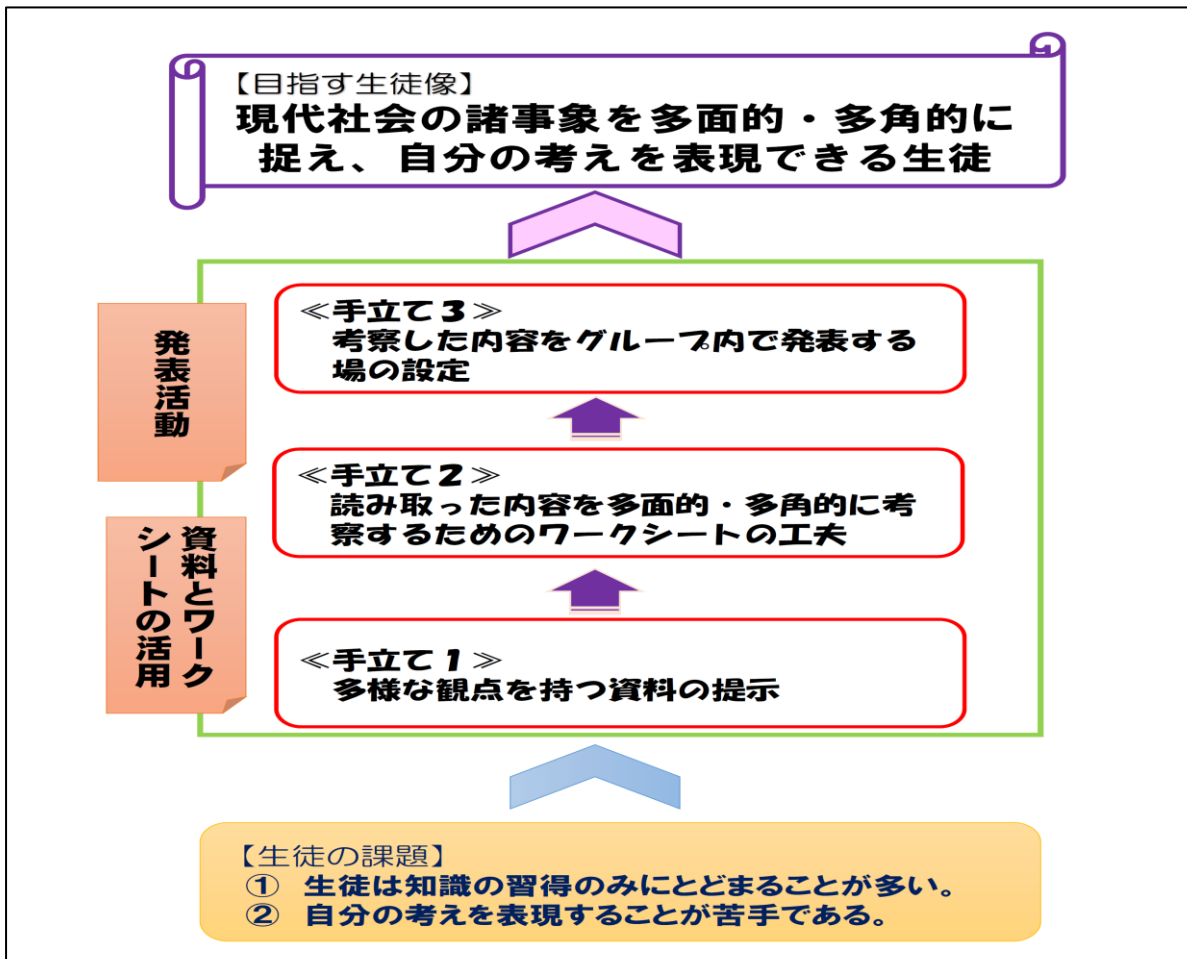 【目指す生徒像】
現代社会の諸事象を多面的・多角的に
捉え、自分の考えを表現できる生徒
発表活動
≪手立て３≫
考察した内容をグループ内で発表する
場の設定
≪手立て２≫
読み取った内容を多面的・多角的に考
察するためのワークシートの工夫
資料とワーク
シートの活用
≪手立て１≫
多様な観点を持つ資料の提示
【生徒の課題】
① 生徒は知識の習得のみにとどまることが多い。
② 自分の考えを表現することが苦手である。